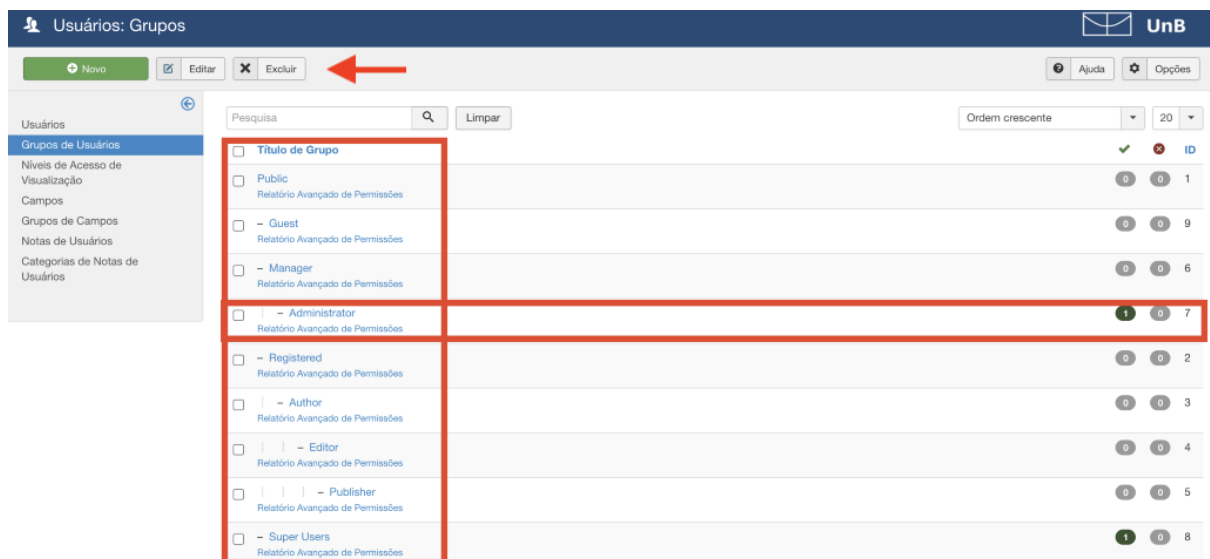 Usuários: Grupos
UnB
Novo
Editar
Excluir
Ajuda
Opções
Usuários
Grupos de Usuários
Níveis de Acesso de
Visualização
Campos
Grupos de Campos
Notas de Usuários
Categorias de Notas de
Usuários
Pesquisa
Limpar
Ordem crescente
20
Título de Grupo
ID
Public
0 0 1
Relatório Avançado de Permissões
– Guest
0 0 9
Relatório Avançado de Permissões
– Manager
0 0 6
Relatório Avançado de Permissões
– Administrator
1 0 7
Relatório Avançado de Permissões
– Registered
0 0 2
Relatório Avançado de Permissões
– Author
0 0 3
Relatório Avançado de Permissões
– Editor
0 0 4
Relatório Avançado de Permissões
– Publisher
0 0 5
Relatório Avançado de Permissões
– Super Users
1 0 8
Relatório Avançado de Permissões